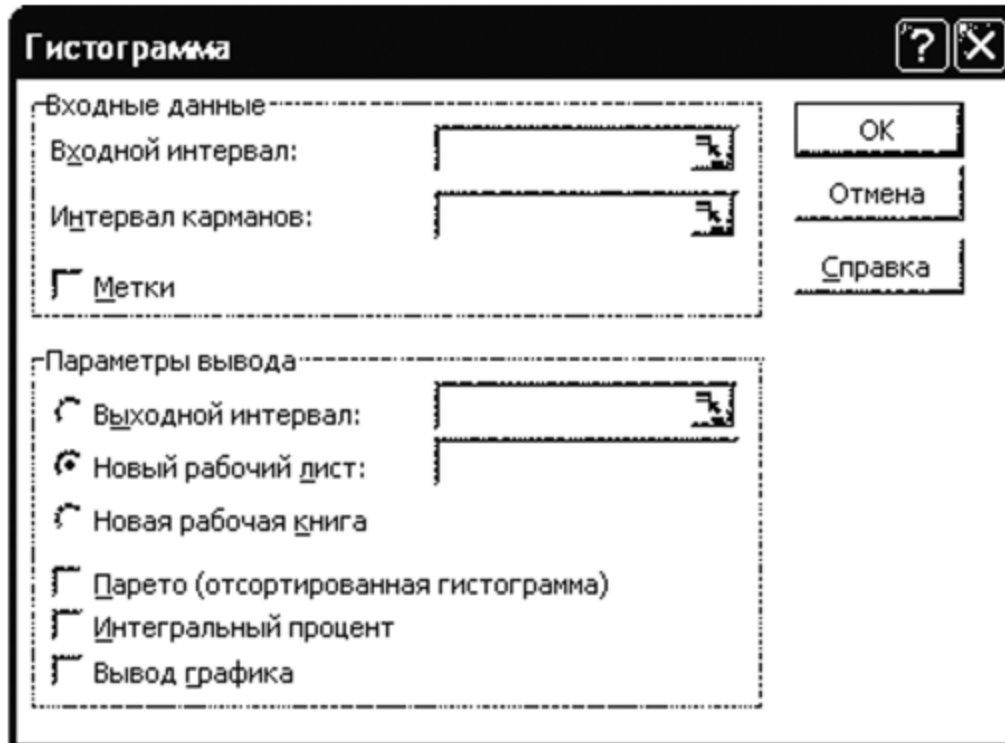 Гистограмма
Входные данные
Входной интервал:
Интервал карманов:
Метки
OK
Отмена
Справка
Параметры вывода
Выходной интервал:
Новый рабочий лист:
Новая рабочая книга
Парето (отсортированная гистограмма)
Интегральный процент
Вывод графика